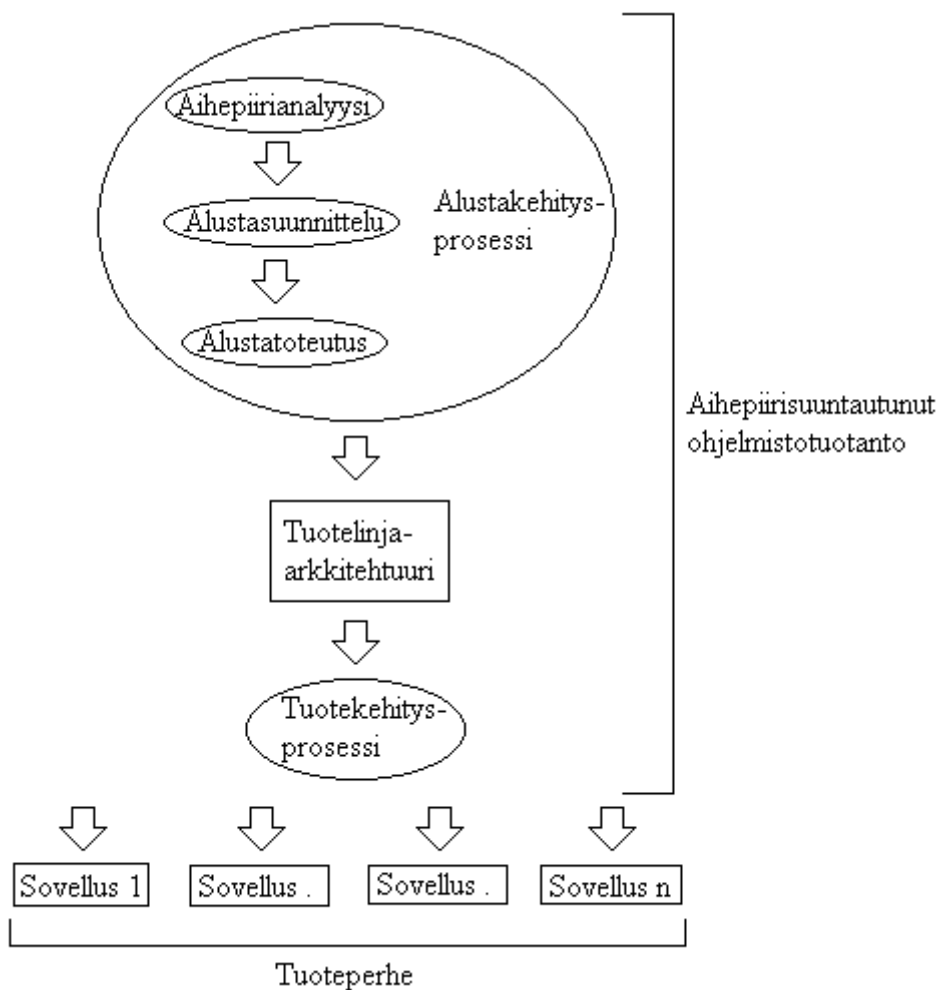 Aihepiirianalyysi
Alustasuunnittelu
Alustakehitys-
prosessi
Alustatoteutus
Aihepiirisuuntautunut
ohjelmistotuotanto
Tuotelinja-
arkkitehtuuri
Tuotekehitys-
prosessi
Sovellus 1
Sovellus .
Sovellus .
Sovellus n
Tuoteperhe